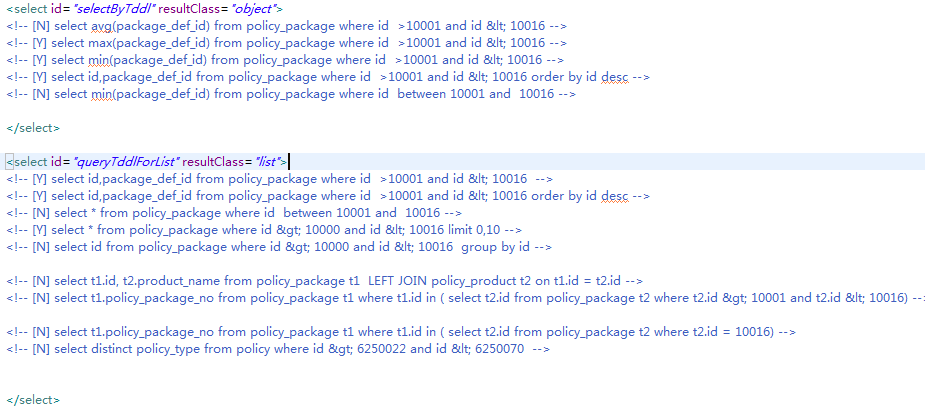 <select id="selectByTddl" resultClass="object">
<!-- [N] select avg(package_def_id) from policy_package where id  >10001 and id &lt; 10016 -->
<!-- [Y] select max(package_def_id) from policy_package where id  >10001 and id &lt; 10016 -->
<!-- [Y] select min(package_def_id) from policy_package where id  >10001 and id &lt; 10016 -->
<!-- [Y] select id,package_def_id from policy_package where id  >10001 and id &lt; 10016 order by id desc -->
<!-- [N] select min(package_def_id) from policy_package where id  between 10001 and  10016 -->
</select>
<select id="queryTddlForList" resultClass="list">
<!-- [Y] select id,package_def_id from policy_package where id  >10001 and id &lt; 10016  -->
<!-- [Y] select id,package_def_id from policy_package where id  >10001 and id &lt; 10016 order by id desc -->
<!-- [N] select * from policy_package where id  between 10001 and  10016 -->
<!-- [Y] select * from policy_package where id &gt; 10000 and id &lt; 10016 limit 0,10 -->
<!-- [N] select id from policy_package where id &gt; 10000 and id &lt; 10016  group by id -->
<!-- [N] select t1.id, t2.product_name from policy_package t1  LEFT JOIN policy_product t2 on t1.id = t2.id -->
<!-- [N] select t1.policy_package_no from policy_package t1 where t1.id in ( select t2.id from policy_package t2 where t2.id &gt; 10001 and t2.id &lt; 10016) --
<!-- [N] select t1.policy_package_no from policy_package t1 where t1.id in ( select t2.id from policy_package t2 where t2.id = 10016) -->
<!-- [N] select distinct policy_type from policy where id &gt; 6250022 and id &lt; 6250070  -->
</select>